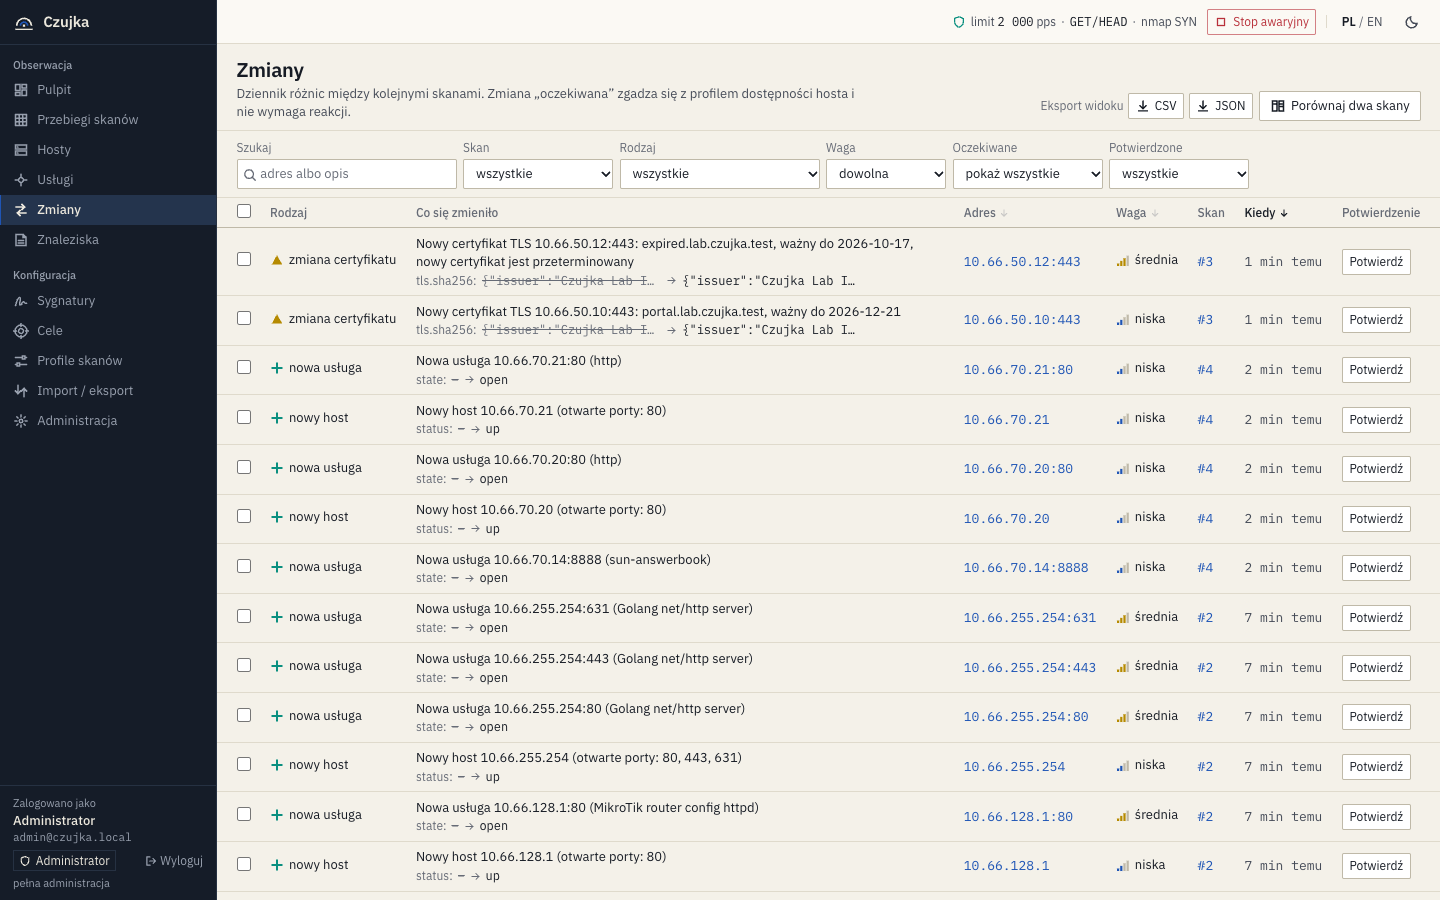 Czujka
limit 2 000 pps · GET/HEAD · nmap SYN
Stop awaryjny
PL / EN
Obserwacja
Pulpit
Przebiegi skanów
Hosty
Usługi
Zmiany
Znaleziska
Konfiguracja
Sygnatury
Cele
Profile skanów
Import / eksport
Administracja
Zalogowano jako
Administrator
admin@czujka.local
Administrator
Wyloguj
pełna administracja
Zmiany
Dziennik różnic między kolejnymi skanami. Zmiana „oczekiwana” zgadza się z profilem dostępności hosta i
nie wymaga reakcji.
Eksport widoku CSV JSON Porównaj dwa skany
Szukaj Skan Rodzaj Waga Oczekiwane Potwierdzone
adres albo opis wszystkie wszystkie dowolna pokaż wszystkie wszystkie
Rodzaj Co się zmieniło Adres ↓ Waga ↓ Skan Kiedy ↓ Potwierdzenie
Nowy certyfikat TLS 10.66.50.12:443: expired.lab.czujka.test, ważny do 2026-10-17,
zmiana certyfikatu nowy certyfikat jest przeterminowany 10.66.50.12:443 średnia #3 1 min temu Potwierdź
tls.sha256: {"issuer":"Czujka Lab I… → {"issuer":"Czujka Lab I…
zmiana certyfikatu Nowy certyfikat TLS 10.66.50.10:443: portal.lab.czujka.test, ważny do 2026-12-21 10.66.50.10:443 niska #3 1 min temu Potwierdź
tls.sha256: {"issuer":"Czujka Lab I… → {"issuer":"Czujka Lab I…
nowa usługa Nowa usługa 10.66.70.21:80 (http) 10.66.70.21:80 niska #4 2 min temu Potwierdź
state: — → open
nowy host Nowy host 10.66.70.21 (otwarte porty: 80) 10.66.70.21 niska #4 2 min temu Potwierdź
status: — → up
nowa usługa Nowa usługa 10.66.70.20:80 (http) 10.66.70.20:80 niska #4 2 min temu Potwierdź
state: — → open
nowy host Nowy host 10.66.70.20 (otwarte porty: 80) 10.66.70.20 niska #4 2 min temu Potwierdź
status: — → up
nowa usługa Nowa usługa 10.66.70.14:8888 (sun-answerbook) 10.66.70.14:8888 niska #4 2 min temu Potwierdź
state: — → open
nowa usługa Nowa usługa 10.66.255.254:631 (Golang net/http server) 10.66.255.254:631 średnia #2 7 min temu Potwierdź
state: — → open
nowa usługa Nowa usługa 10.66.255.254:443 (Golang net/http server) 10.66.255.254:443 średnia #2 7 min temu Potwierdź
state: — → open
nowa usługa Nowa usługa 10.66.255.254:80 (Golang net/http server) 10.66.255.254:80 średnia #2 7 min temu Potwierdź
state: — → open
nowy host Nowy host 10.66.255.254 (otwarte porty: 80, 443, 631) 10.66.255.254 niska #2 7 min temu Potwierdź
status: — → up
nowa usługa Nowa usługa 10.66.128.1:80 (MikroTik router config httpd) 10.66.128.1:80 średnia #2 7 min temu Potwierdź
state: — → open
nowy host Nowy host 10.66.128.1 (otwarte porty: 80) 10.66.128.1 niska #2 7 min temu Potwierdź
status: — → up